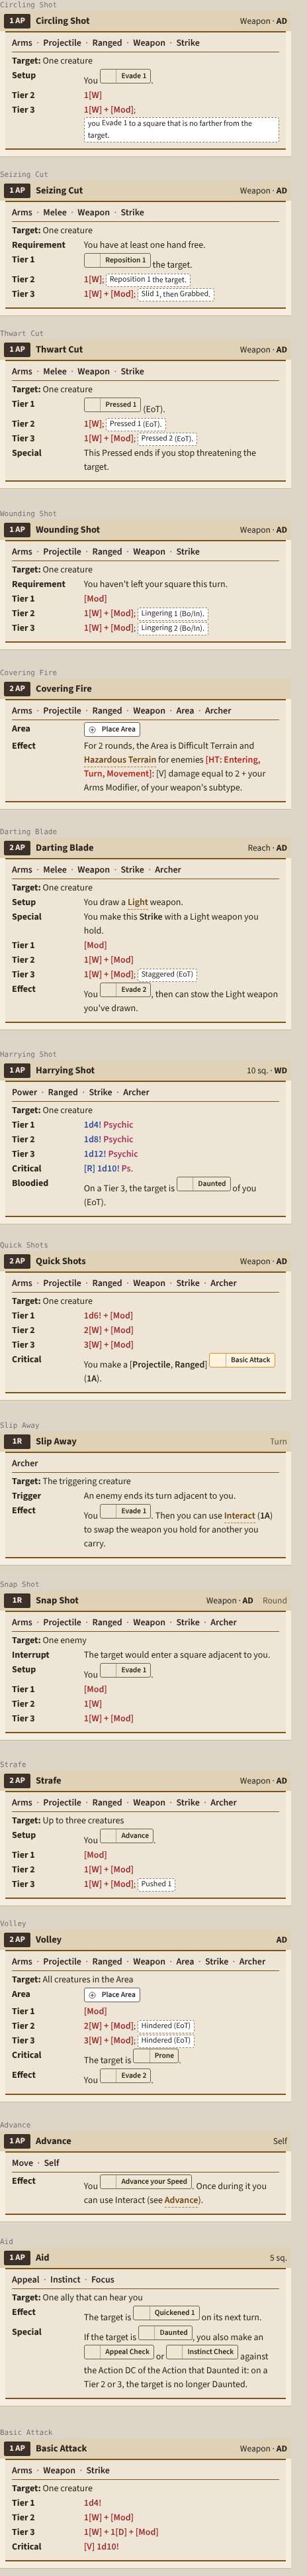 Circling Shot
1 AP Circling Shot Weapon · AD
Arms · Projectile · Ranged · Weapon · Strike
Target: One creature
Setup You Evade 1.
Tier 2 1[W]
Tier 3 1[W] + [Mod];
you Evade 1 to a square that is no farther from the
target.
Seizing Cut
1 AP Seizing Cut Weapon · AD
Arms · Melee · Weapon · Strike
Target: One creature
Requirement You have at least one hand free.
Tier 1 Reposition 1 the target.
Tier 2 1[W]; Reposition 1 the target.
Tier 3 1[W] + [Mod]; Slid 1, then Grabbed.
Thwart Cut
1 AP Thwart Cut Weapon · AD
Arms · Melee · Weapon · Strike
Target: One creature
Tier 1 Pressed 1 (EoT).
Tier 2 1[W]; Pressed 1 (EoT).
Tier 3 1[W] + [Mod]; Pressed 2 (EoT).
Special This Pressed ends if you stop threatening the
target.
Wounding Shot
1 AP Wounding Shot Weapon · AD
Arms · Projectile · Ranged · Weapon · Strike
Target: One creature
Requirement You haven't left your square this turn.
Tier 1 [Mod]
Tier 2 1[W] + [Mod]; Lingering 1 (Bo/In).
Tier 3 1[W] + [Mod]; Lingering 2 (Bo/In).
Covering Fire
2 AP Covering Fire
Arms · Projectile · Ranged · Weapon · Area · Archer
Area Place Area
Effect For 2 rounds, the Area is Difficult Terrain and
Hazardous Terrain for enemies [HT: Entering,
Turn, Movement]: [V] damage equal to 2 + your
Arms Modifier, of your weapon's subtype.
Darting Blade
2 AP Darting Blade Reach · AD
Arms · Melee · Weapon · Strike · Archer
Target: One creature
Setup You draw a Light weapon.
Special You make this Strike with a Light weapon you
hold.
Tier 1 [Mod]
Tier 2 1[W] + [Mod]
Tier 3 1[W] + [Mod]; Staggered (EoT)
Effect You Evade 2, then can stow the Light weapon
you've drawn.
Harrying Shot
1 AP Harrying Shot 10 sq. · WD
Power · Ranged · Strike · Archer
Target: One creature
Tier 1 1d4! Psychic
Tier 2 1d8! Psychic
Tier 3 1d12! Psychic
Critical [R] 1d10! Ps.
Bloodied On a Tier 3, the target is Daunted of you
(EoT).
Quick Shots
2 AP Quick Shots Weapon · AD
Arms · Projectile · Ranged · Weapon · Strike · Archer
Target: One creature
Tier 1 1d6! + [Mod]
Tier 2 2[W] + [Mod]
Tier 3 3[W] + [Mod]
Critical You make a [Projectile, Ranged] Basic Attack
(1A).
Slip Away
1R Slip Away Turn
Archer
Target: The triggering creature
Trigger An enemy ends its turn adjacent to you.
Effect You Evade 1. Then you can use Interact (1A)
to swap the weapon you hold for another you
carry.
Snap Shot
1R Snap Shot Weapon · AD Round
Arms · Projectile · Ranged · Weapon · Strike · Archer
Target: One enemy
Interrupt The target would enter a square adjacent to you.
Setup You Evade 1.
Tier 1 [Mod]
Tier 2 1[W]
Tier 3 1[W] + [Mod]
Strafe
2 AP Strafe Weapon · AD
Arms · Projectile · Ranged · Weapon · Strike · Archer
Target: Up to three creatures
Setup You Advance.
Tier 1 [Mod]
Tier 2 1[W] + [Mod]
Tier 3 1[W] + [Mod]; Pushed 1
Volley
2 AP Volley AD
Arms · Projectile · Ranged · Weapon · Area · Strike · Archer
Target: All creatures in the Area
Area Place Area
Tier 1 [Mod]
Tier 2 2[W] + [Mod]; Hindered (EoT)
Tier 3 3[W] + [Mod]; Hindered (EoT)
Critical The target is Prone.
Effect You Evade 2.
Advance
1 AP Advance Self
Move · Self
Effect You Advance your Speed. Once during it you
can use Interact (see Advance).
Aid
1 AP Aid 5 sq.
Appeal · Instinct · Focus
Target: One ally that can hear you
Effect The target is Quickened 1 on its next turn.
Special If the target is Daunted, you also make an
Appeal Check or Instinct Check against
the Action DC of the Action that Daunted it: on a
Tier 2 or 3, the target is no longer Daunted.
Basic Attack
1 AP Basic Attack Weapon · AD
Arms · Weapon · Strike
Target: One creature
Tier 1 1d4!
Tier 2 1[W] + [Mod]
Tier 3 1[W] + 1[D] + [Mod]
Critical [V] 1d10!